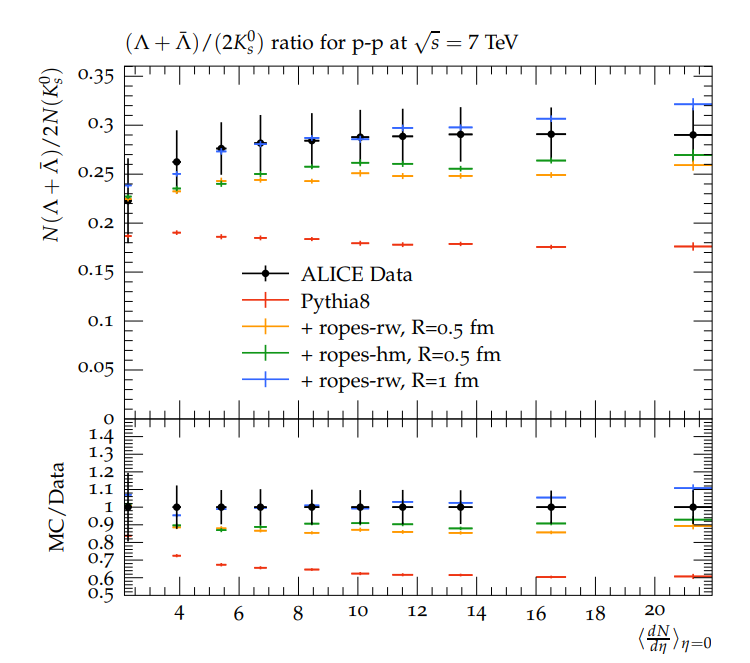 (Λ + Λ̄)/(2K⁰ₛ) ratio for p-p at √s = 7 TeV
N(Λ + Λ̄)/2N(K⁰ₛ)
0.35
0.3
0.25
0.2
0.15
0.1
0.05
0
ALICE Data
Pythia8
+ ropes-rw, R=0.5 fm
+ ropes-hm, R=0.5 fm
+ ropes-rw, R=1 fm
MC/Data
1.4
1.3
1.2
1.1
1
0.9
0.8
0.7
0.6
0.5
4 6 8 10 12 14 16 18 20
⟨dN/dη⟩η=0